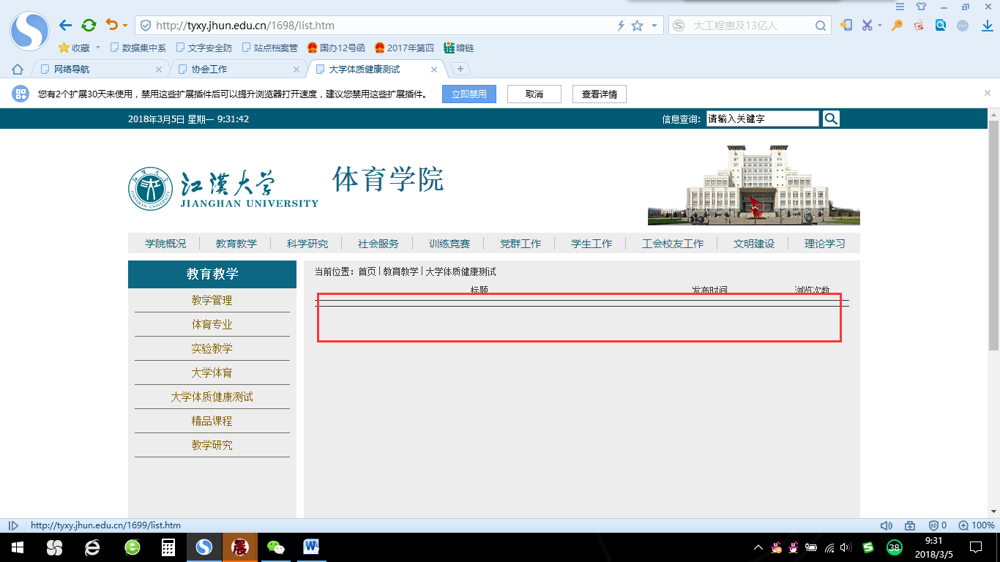 http://tyxy.jhun.edu.cn/1698/list.htm
大工程惠及13亿人
收藏 数据集中系 文字安全防 站点档案管 国办12号函 2017年第四 暗链
网络导航 协会工作 大学体质健康测试
您有2个扩展30天未使用，禁用这些扩展插件后可以提升浏览器打开速度，建议您禁用这些扩展插件。 立即禁用 取消 查看详情
2018年3月5日 星期一 9:31:42 信息查询: 请输入关键字
江汉大学 体育学院
JIANGHAN UNIVERSITY
学院概况 教育教学 科学研究 社会服务 训练竞赛 党群工作 学生工作 工会校友工作 文明建设 理论学习
教育教学
教学管理
体育专业
实验教学
大学体育
大学体质健康测试
精品课程
教学研究
当前位置：首页 | 教育教学 | 大学体质健康测试
标题 发布时间 浏览次数
http://tyxy.jhun.edu.cn/1699/list.htm 0 100%
38
9:31
2018/3/5